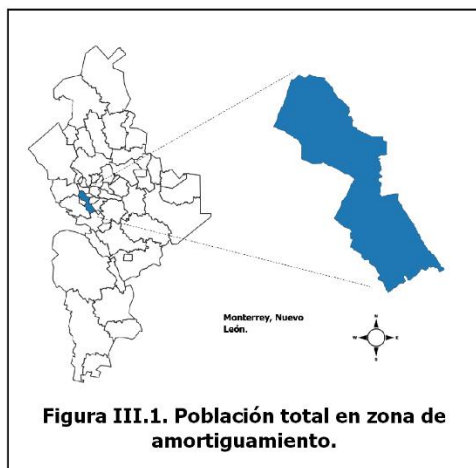 Monterrey, Nuevo
León.
N
W E
S
Figura III.1. Población total en zona de
amortiguamiento.